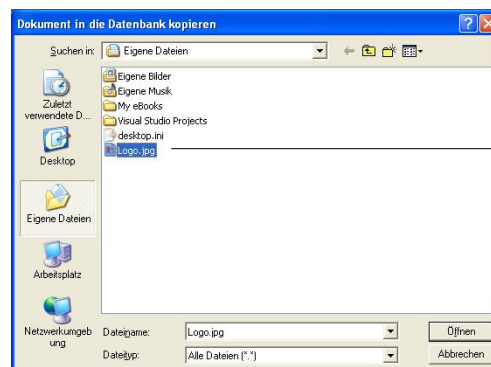 Dokument in die Datenbank kopieren
Suchen in: Eigene Dateien
Eigene Bilder
Eigene Musik
My eBooks
Visual Studio Projects
desktop.ini
Logo.jpg
Zuletzt
verwendete D...
Desktop
Eigene Dateien
Arbeitsplatz
Netzwerkumgeb
ung
Dateiname: Logo.jpg Öffnen
Dateityp: Alle Dateien (*.*) Abbrechen